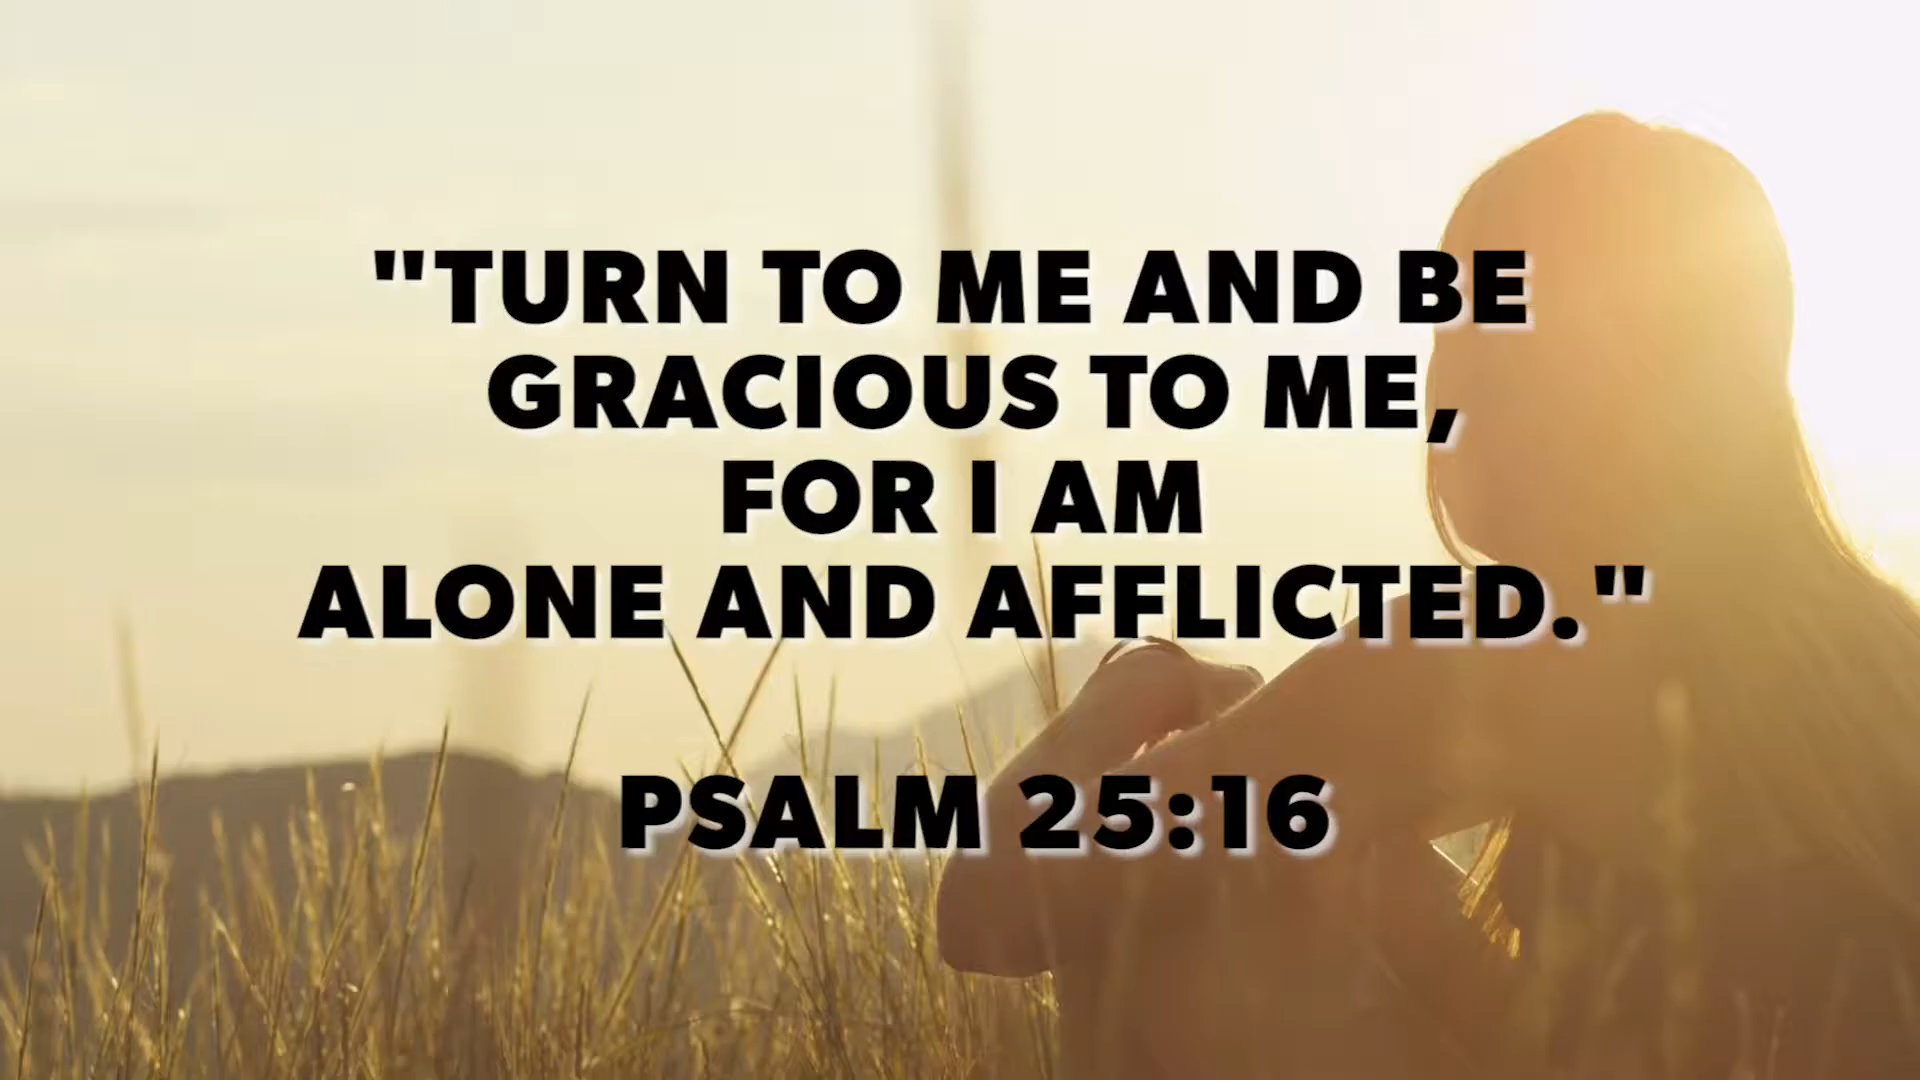 "TURN TO ME AND BE
GRACIOUS TO ME,
FOR I AM
ALONE AND AFFLICTED."
PSALM 25:16